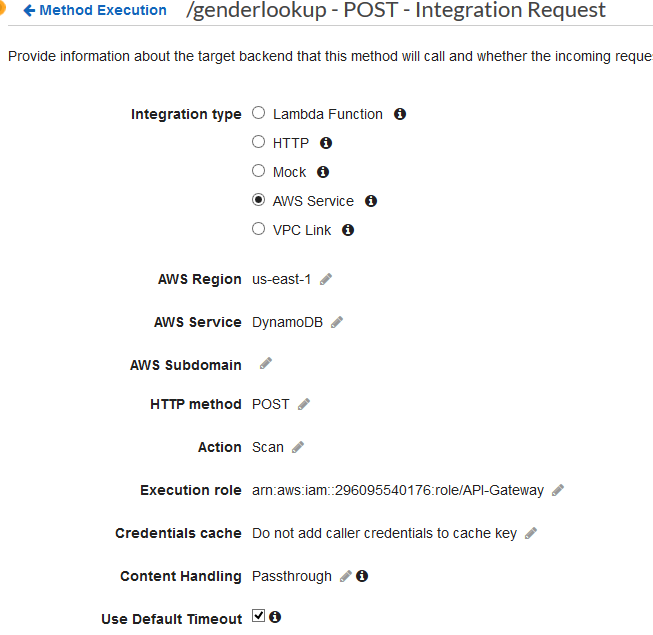 Method Execution /genderlookup - POST - Integration Request
Provide information about the target backend that this method will call and whether the incoming reque
Integration type Lambda Function
HTTP
Mock
AWS Service
VPC Link
AWS Region us-east-1
AWS Service DynamoDB
AWS Subdomain
HTTP method POST
Action Scan
Execution role arn:aws:iam::296095540176:role/API-Gateway
Credentials cache Do not add caller credentials to cache key
Content Handling Passthrough
Use Default Timeout